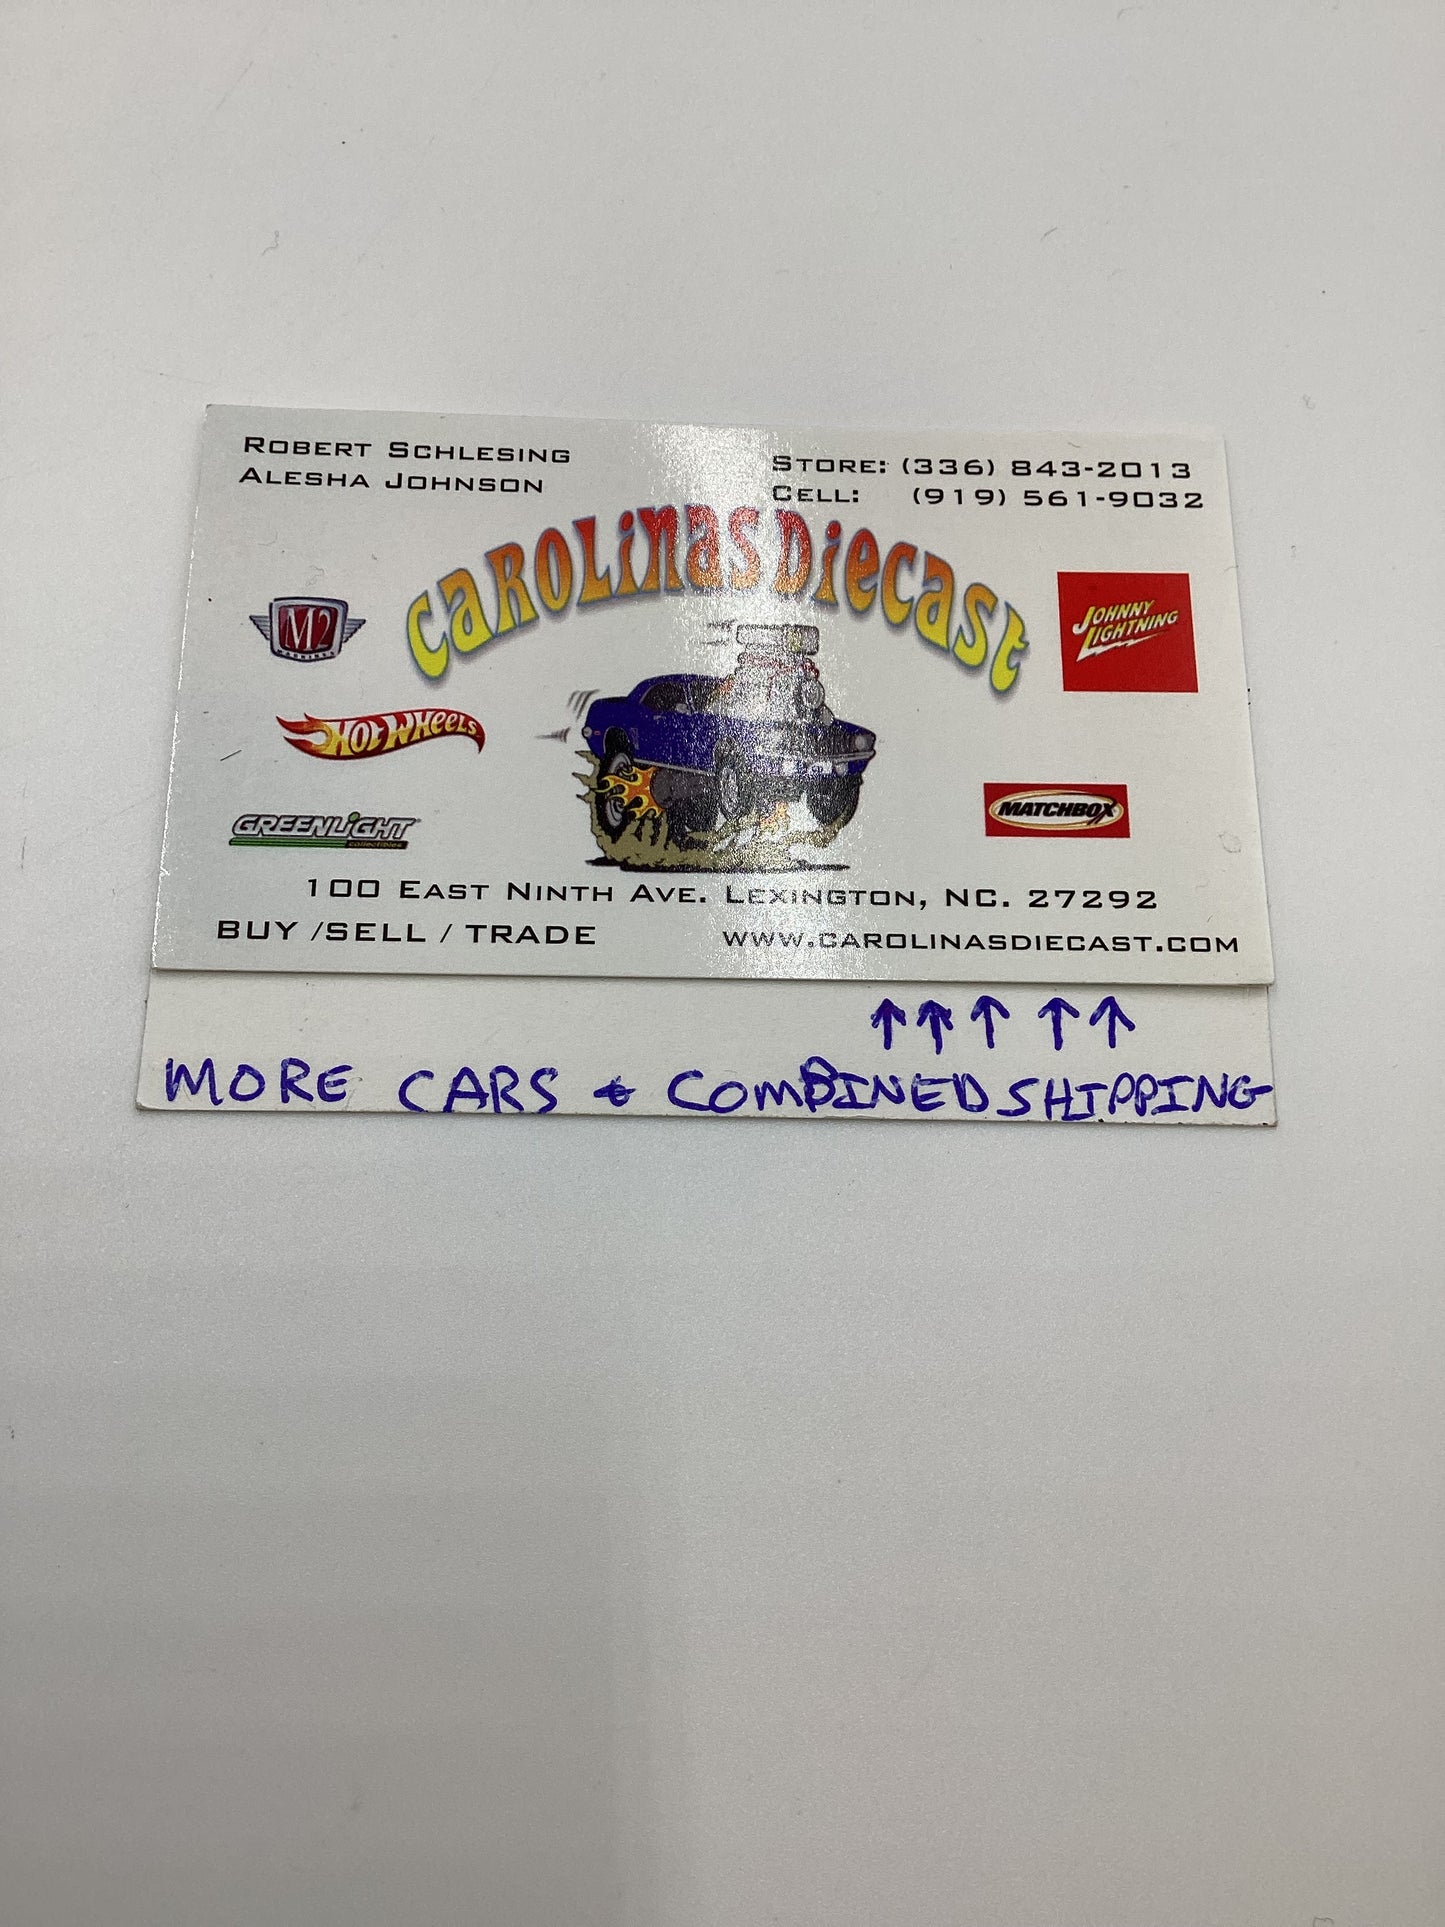 ROBERT SCHLESING
ALESHA JOHNSON
STORE: (336) 843-2013
CELL: (919) 561-9032
CAROLiNAS DiecasT
M2
MACHINES
JOHNNY
LIGHTNING
HOT WHEELS
MATCHBOX
GREENLiGHT
collectibles
100 EAST NINTH AVE. LEXINGTON, NC. 27292
BUY /SELL / TRADE
WWW.CAROLINASDIECAST.COM
↑↑↑ ↑↑
MORE CARS & COMBINED SHIPPING